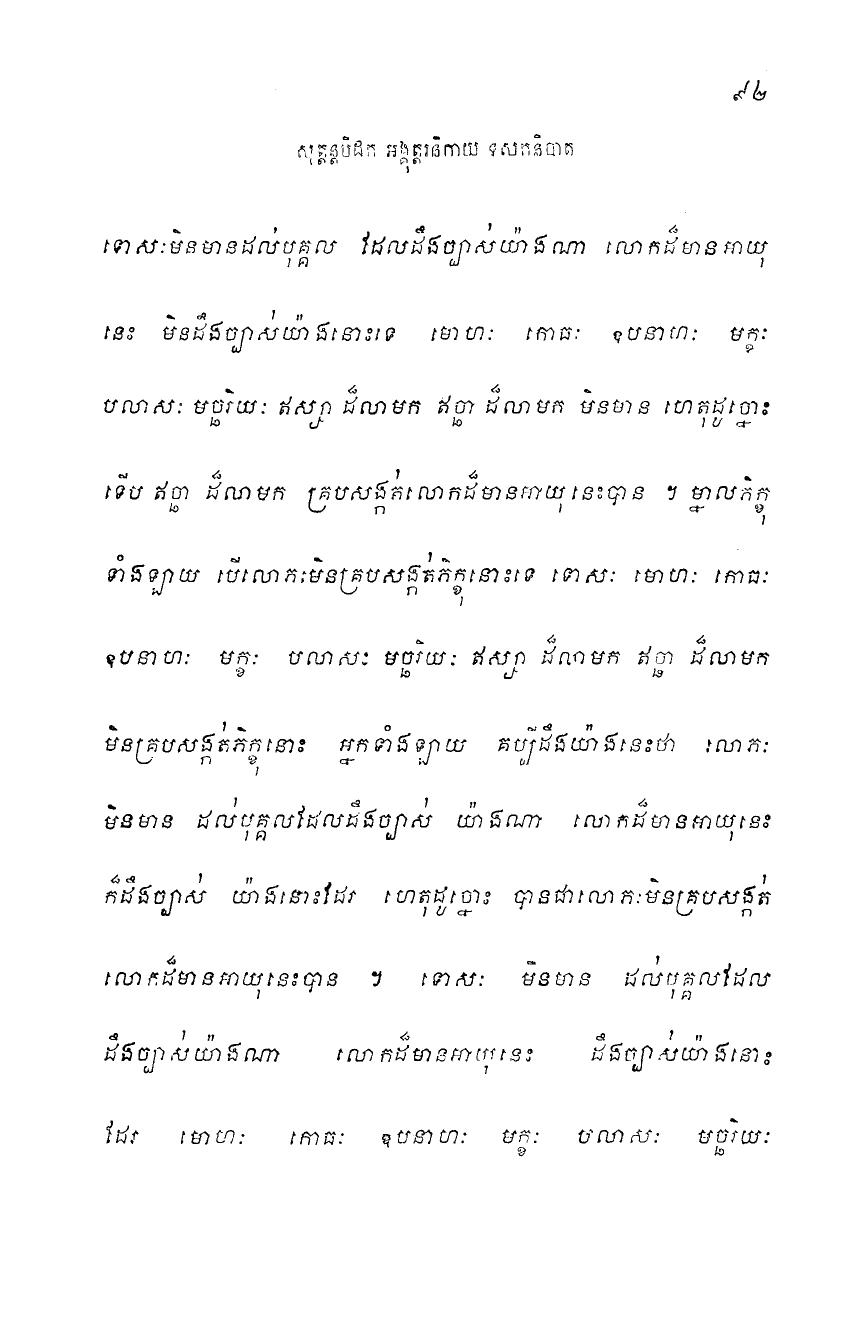 ៩៤
សុត្តន្តបិដក អង្គុត្តរនិកាយ ទសកនិបាត
ទោសៈមិនមានដល់បុគ្គល ដែលដឹងច្បាស់យ៉ាងណា លោកដ៏មានអាយុ
នេះ មិនដឹងច្បាស់យ៉ាងនោះទេ មោហៈ កោធៈ ឧបនាហៈ មក្ខៈ
បលាសៈ មច្ឆរិយៈ ឥស្សា ដ៏លាមក ឥច្ឆា ដ៏លាមក មិនមាន ហេតុដូច្នោះ
ទើប ឥច្ឆា ដ៏លាមក គ្របសង្កត់លោកដ៏មានអាយុនេះបាន ។ ម្នាលភិក្ខុ
ទាំងឡាយ បើលោភៈមិនគ្របសង្កត់ភិក្ខុនោះទេ ទោសៈ មោហៈ កោធៈ
ឧបនាហៈ មក្ខៈ បលាសៈ មច្ឆរិយៈ ឥស្សា ដ៏លាមក ឥច្ឆា ដ៏លាមក
មិនគ្របសង្កត់ភិក្ខុនោះ អ្នកទាំងឡាយ គប្បីដឹងយ៉ាងនេះថា លោភៈ
មិនមាន ដល់បុគ្គលដែលដឹងច្បាស់ យ៉ាងណា លោកដ៏មានអាយុនេះ
ក៏ដឹងច្បាស់ យ៉ាងនោះដែរ ហេតុដូច្នោះ បានជាលោភៈមិនគ្របសង្កត់
លោកដ៏មានអាយុនេះបាន ។ ទោសៈ មិនមាន ដល់បុគ្គលដែល
ដឹងច្បាស់យ៉ាងណា លោកដ៏មានអាយុនេះ ដឹងច្បាស់យ៉ាងនោះ
ដែរ មោហៈ កោធៈ ឧបនាហៈ មក្ខៈ បលាសៈ មច្ឆរិយៈ